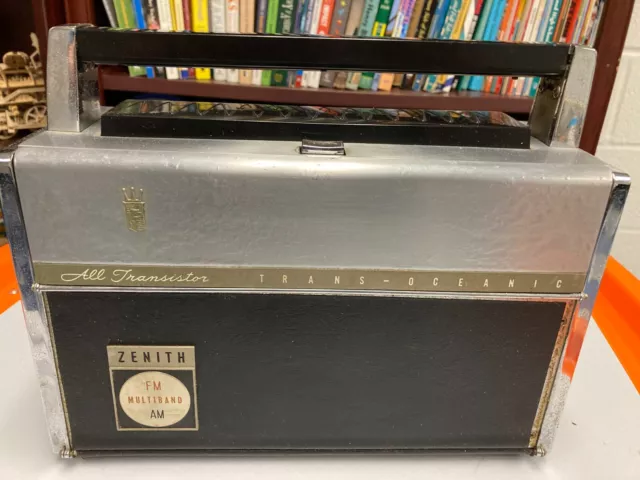 All Transistor TRANS-OCEANIC
ZENITH
FM
MULTIBAND
AM